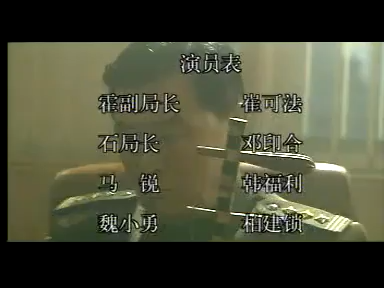 演员表
霍副局长 崔可法
石局长 邓印合
马 锐 韩福利
魏小勇 相建锁